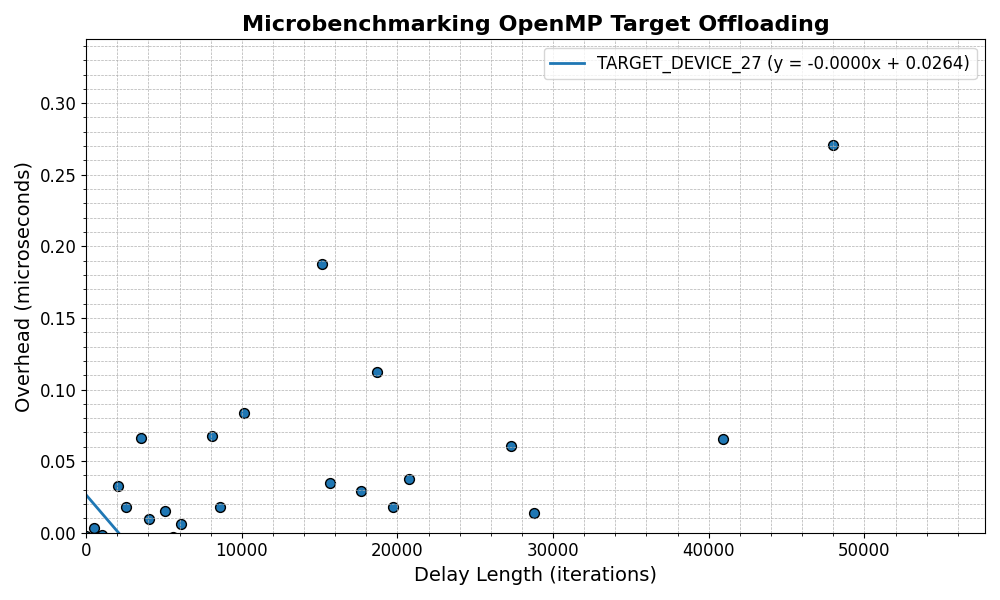 Microbenchmarking OpenMP Target Offloading
TARGET_DEVICE_27 (y = -0.0000x + 0.0264)
Overhead (microseconds)
0.30
0.25
0.20
0.15
0.10
0.05
0.00
0 10000 20000 30000 40000 50000
Delay Length (iterations)